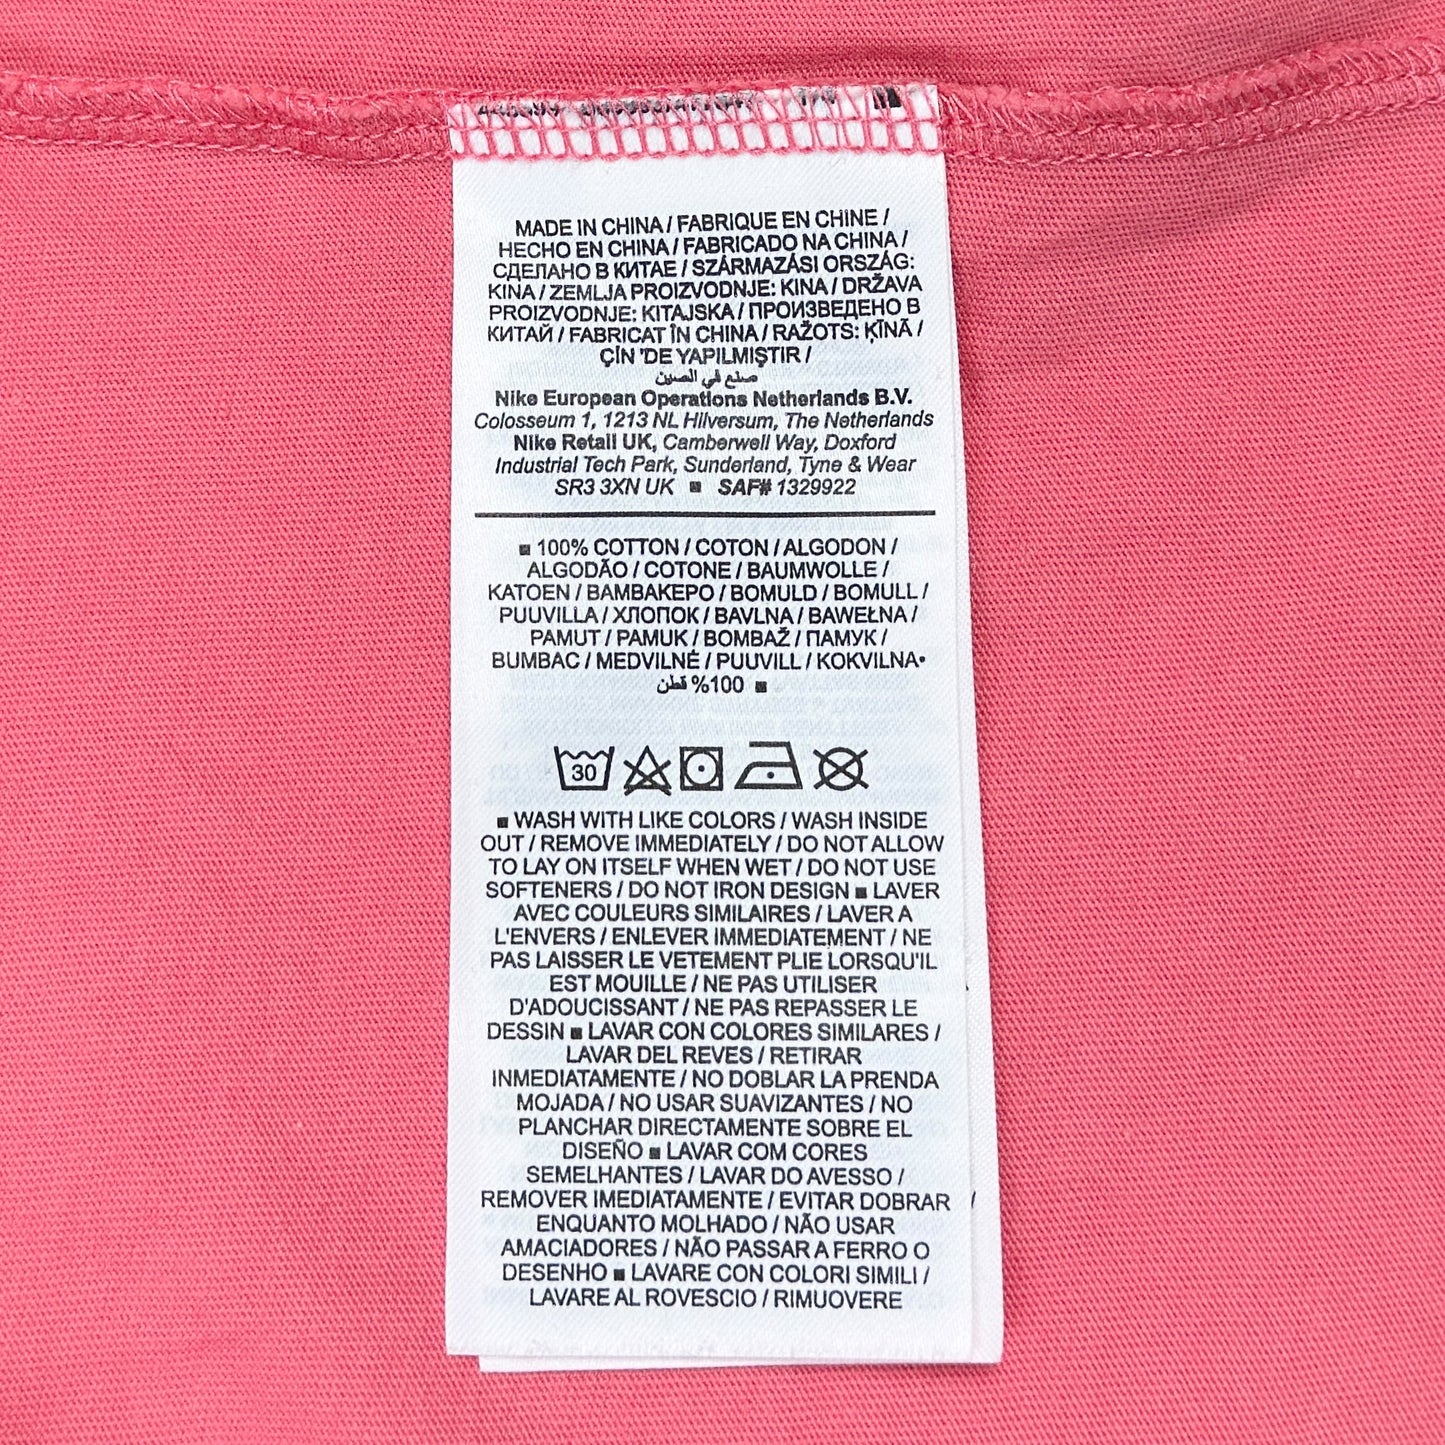 MADE IN CHINA / FABRIQUE EN CHINE /
HECHO EN CHINA / FABRICADO NA CHINA /
СДЕЛАНО В КИТАЕ / SZÁRMAZÁSI ORSZÁG:
KINA / ZEMLJA PROIZVODNJE: KINA / DRŽAVA
PROIZVODNJE: KITAJSKA / ПРОИЗВЕДЕНО В
КИТАЙ / FABRICAT ÎN CHINA / RAŽOTS: ĶĪNĀ /
ÇİN 'DE YAPILMIŞTIR /
صنع في الصين
Nike European Operations Netherlands B.V.
Colosseum 1, 1213 NL Hilversum, The Netherlands
Nike Retail UK, Camberwell Way, Doxford
Industrial Tech Park, Sunderland, Tyne & Wear
SR3 3XN UK ■ SAF# 1329922
■ 100% COTTON / COTON / ALGODON /
ALGODÃO / COTONE / BAUMWOLLE /
KATOEN / ΒΑΜΒΑΚΕΡΟ / BOMULD / BOMULL /
PUUVILLA / ХЛОПОК / BAVLNA / BAWEŁNA /
PAMUT / PAMUK / BOMBAŽ / ПАМУК /
BUMBAC / MEDVILNÉ / PUUVILL / KOKVILNA•
100% قطن ■
30
■ WASH WITH LIKE COLORS / WASH INSIDE
OUT / REMOVE IMMEDIATELY / DO NOT ALLOW
TO LAY ON ITSELF WHEN WET / DO NOT USE
SOFTENERS / DO NOT IRON DESIGN ■ LAVER
AVEC COULEURS SIMILAIRES / LAVER A
L'ENVERS / ENLEVER IMMEDIATEMENT / NE
PAS LAISSER LE VETEMENT PLIE LORSQU'IL
EST MOUILLE / NE PAS UTILISER
D'ADOUCISSANT / NE PAS REPASSER LE
DESSIN ■ LAVAR CON COLORES SIMILARES /
LAVAR DEL REVES / RETIRAR
INMEDIATAMENTE / NO DOBLAR LA PRENDA
MOJADA / NO USAR SUAVIZANTES / NO
PLANCHAR DIRECTAMENTE SOBRE EL
DISEÑO ■ LAVAR COM CORES
SEMELHANTES / LAVAR DO AVESSO /
REMOVER IMEDIATAMENTE / EVITAR DOBRAR
ENQUANTO MOLHADO / NÃO USAR
AMACIADORES / NÃO PASSAR A FERRO O
DESENHO ■ LAVARE CON COLORI SIMILI /
LAVARE AL ROVESCIO / RIMUOVERE